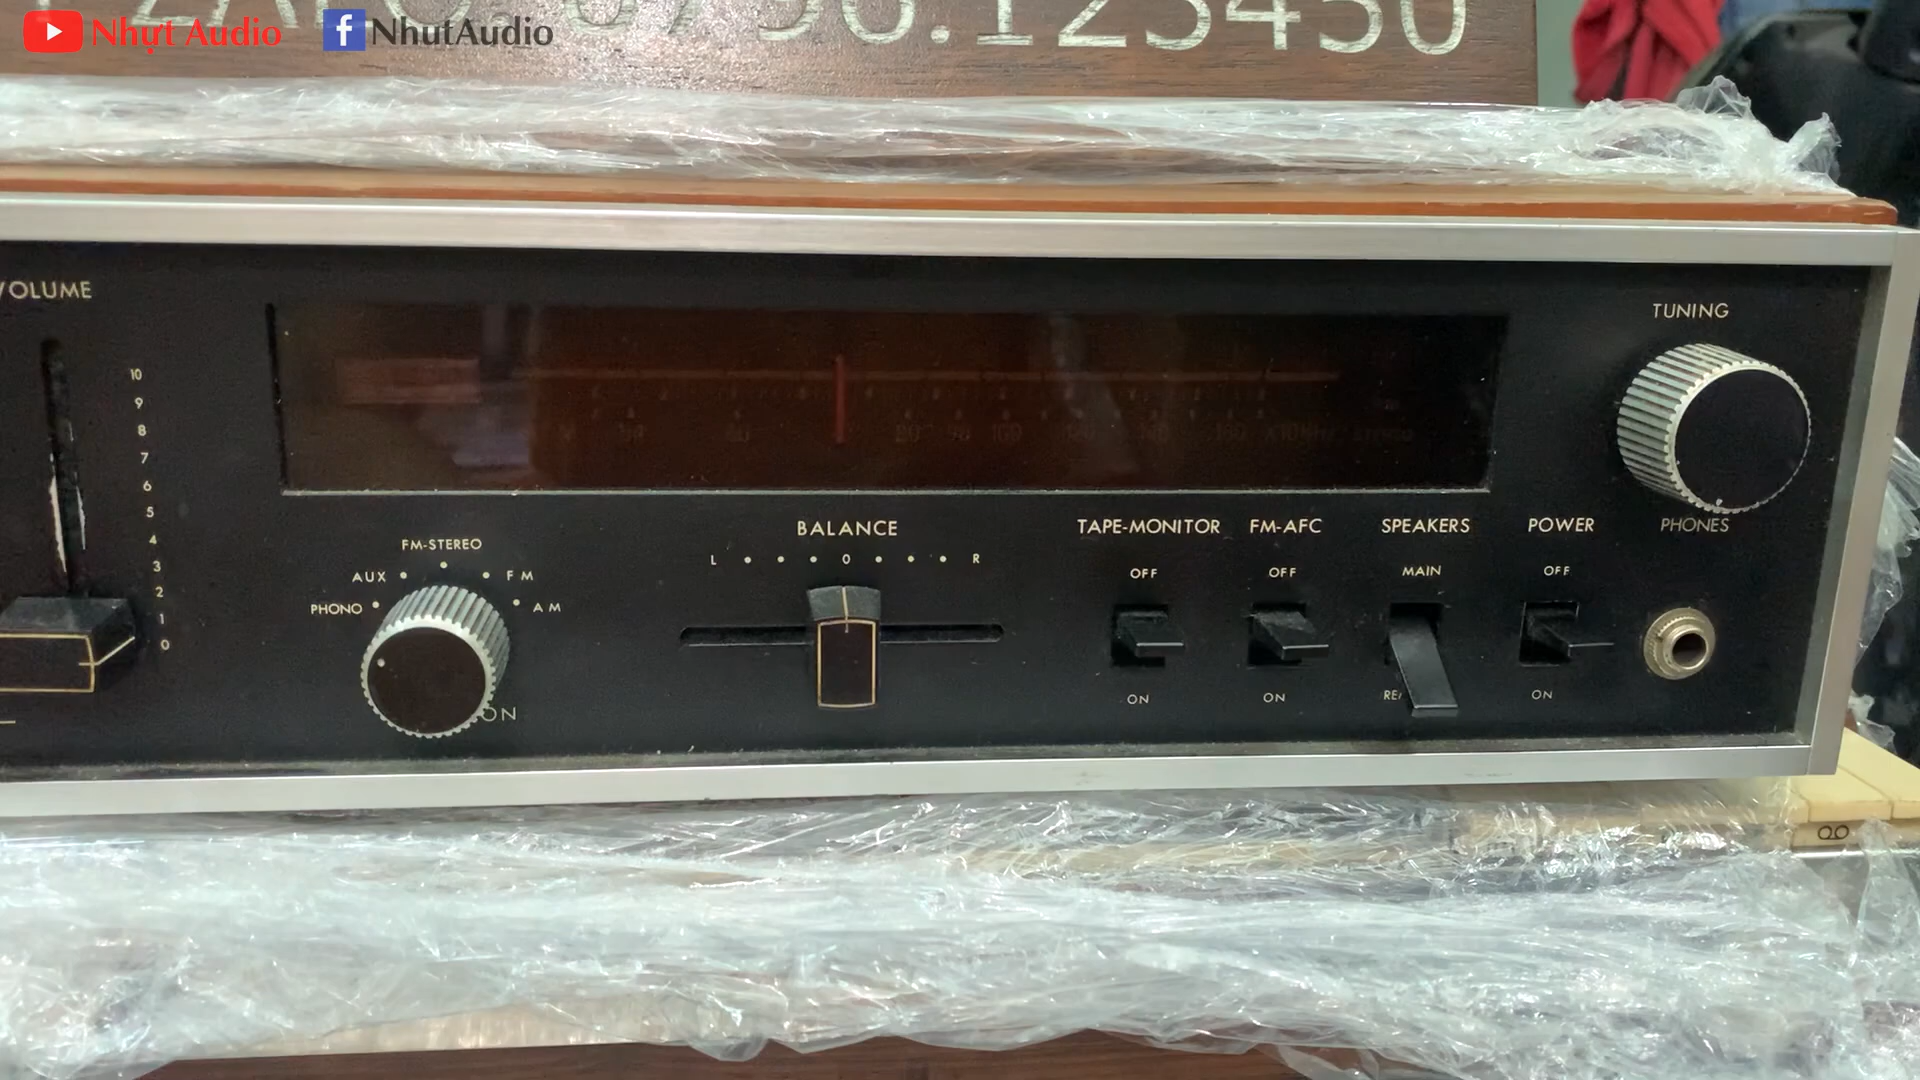 Nhựt Audio
NhutAudio
VOLUME
TUNING
10
9
8
7
6
5
4
3
2
1
0
FM-STEREO
AUX
FM
PHONO
AM
BALANCE
L 0 R
TAPE-MONITOR FM-AFC SPEAKERS POWER PHONES
OFF OFF MAIN OFF
ON ON ON
ON